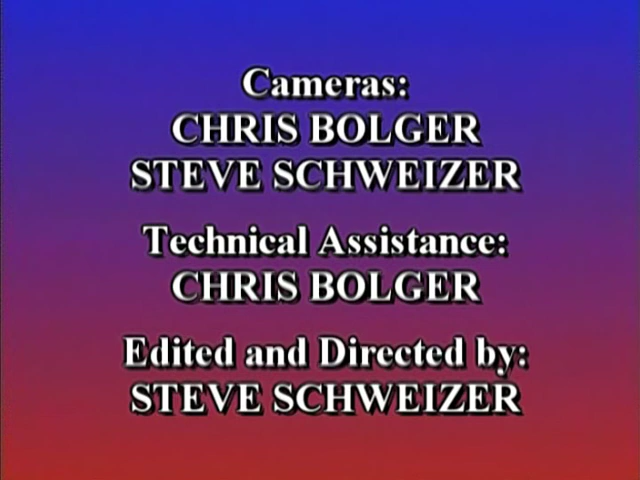 Cameras:
CHRIS BOLGER
STEVE SCHWEIZER
Technical Assistance:
CHRIS BOLGER
Edited and Directed by:
STEVE SCHWEIZER